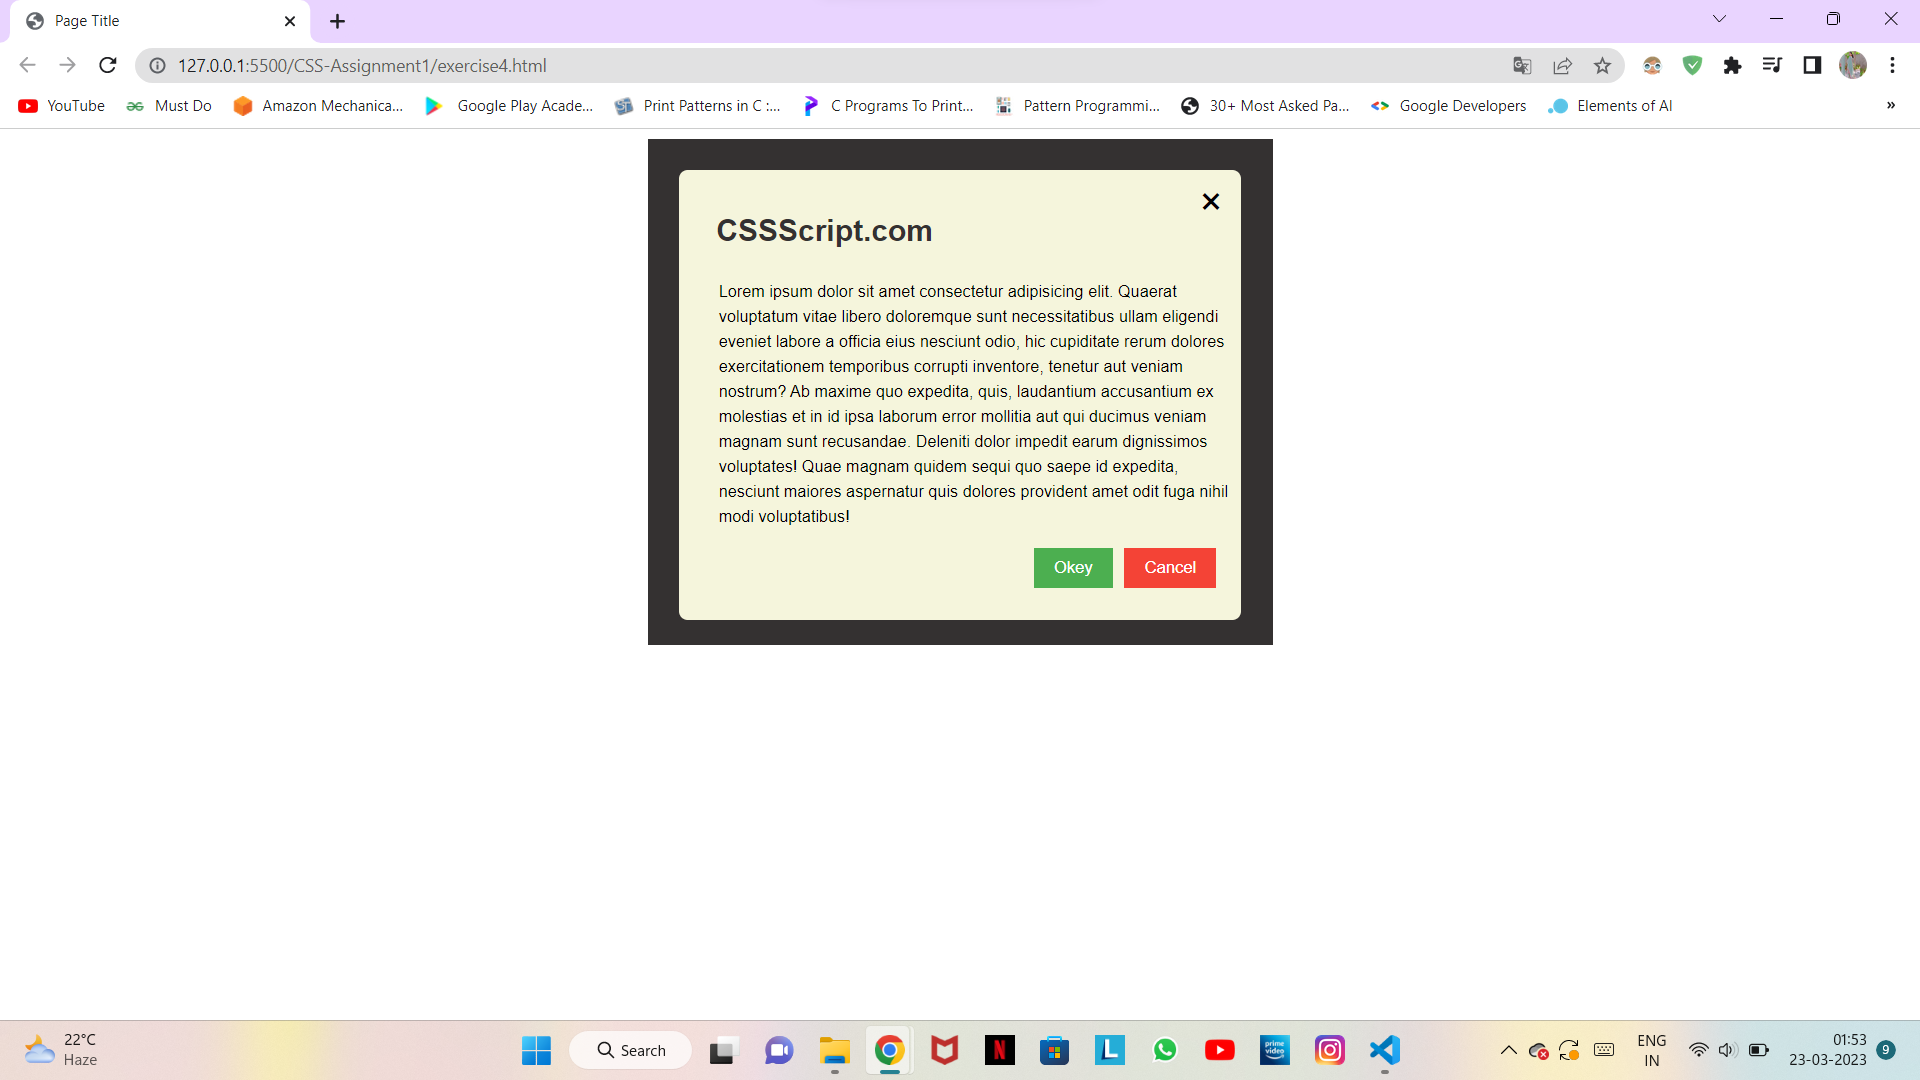 Page Title
127.0.0.1:5500/CSS-Assignment1/exercise4.html
YouTube
Must Do
Amazon Mechanica...
Google Play Acade...
Print Patterns in C :...
C Programs To Print...
Pattern Programmi...
30+ Most Asked Pa...
Google Developers
Elements of AI
»
CSSScript.com
Lorem ipsum dolor sit amet consectetur adipisicing elit. Quaerat
voluptatum vitae libero doloremque sunt necessitatibus ullam eligendi
eveniet labore a officia eius nesciunt odio, hic cupiditate rerum dolores
exercitationem temporibus corrupti inventore, tenetur aut veniam
nostrum? Ab maxime quo expedita, quis, laudantium accusantium ex
molestias et in id ipsa laborum error mollitia aut qui ducimus veniam
magnam sunt recusandae. Deleniti dolor impedit earum dignissimos
voluptates! Quae magnam quidem sequi quo saepe id expedita,
nesciunt maiores aspernatur quis dolores provident amet odit fuga nihil
modi voluptatibus!
Okey
Cancel
22°C
Haze
Search
N
L
prime
video
ENG
IN
01:53
23-03-2023
9